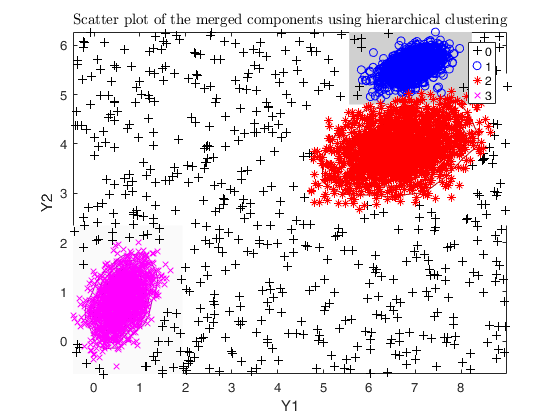 Scatter plot of the merged components using hierarchical clustering
6
5
4
3
2
1
0
Y2
0
1
2
3
0 1 2 3 4 5 6 7 8
Y1